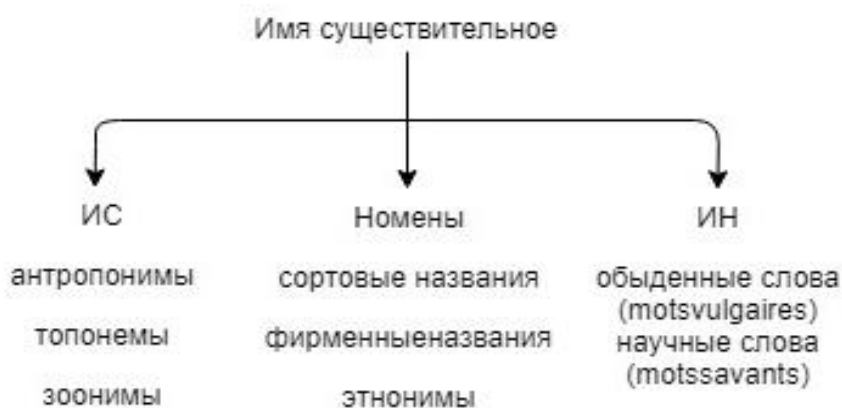 Имя существительное
ИС
Номены
ИН
антропонимы
сортовые названия
обыденные слова
(motsvulgaires)
топонемы
фирменныеназвания
научные слова
(motssavants)
зоонимы
этнонимы